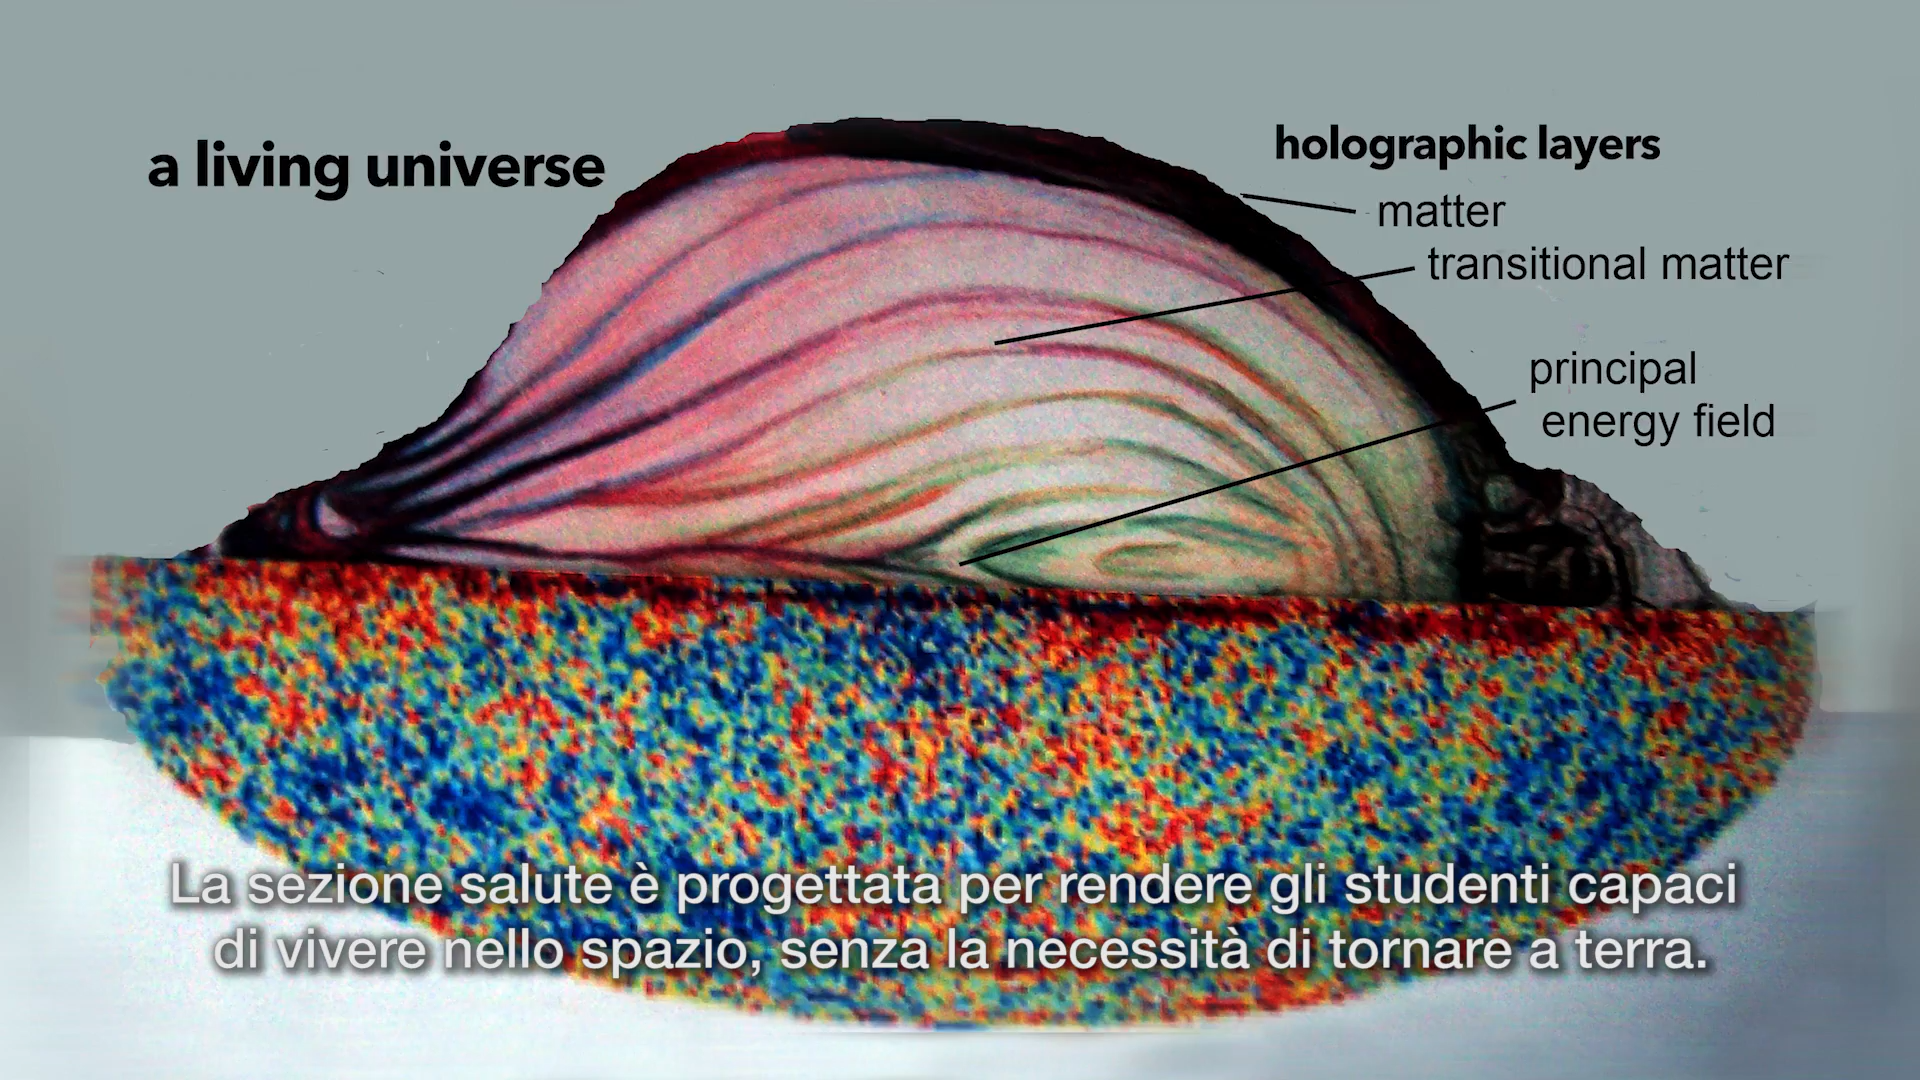 a living universe
holographic layers
matter
transitional matter
principal
energy field
La sezione salute è progettata per rendere gli studenti capaci
di vivere nello spazio, senza la necessità di tornare a terra.